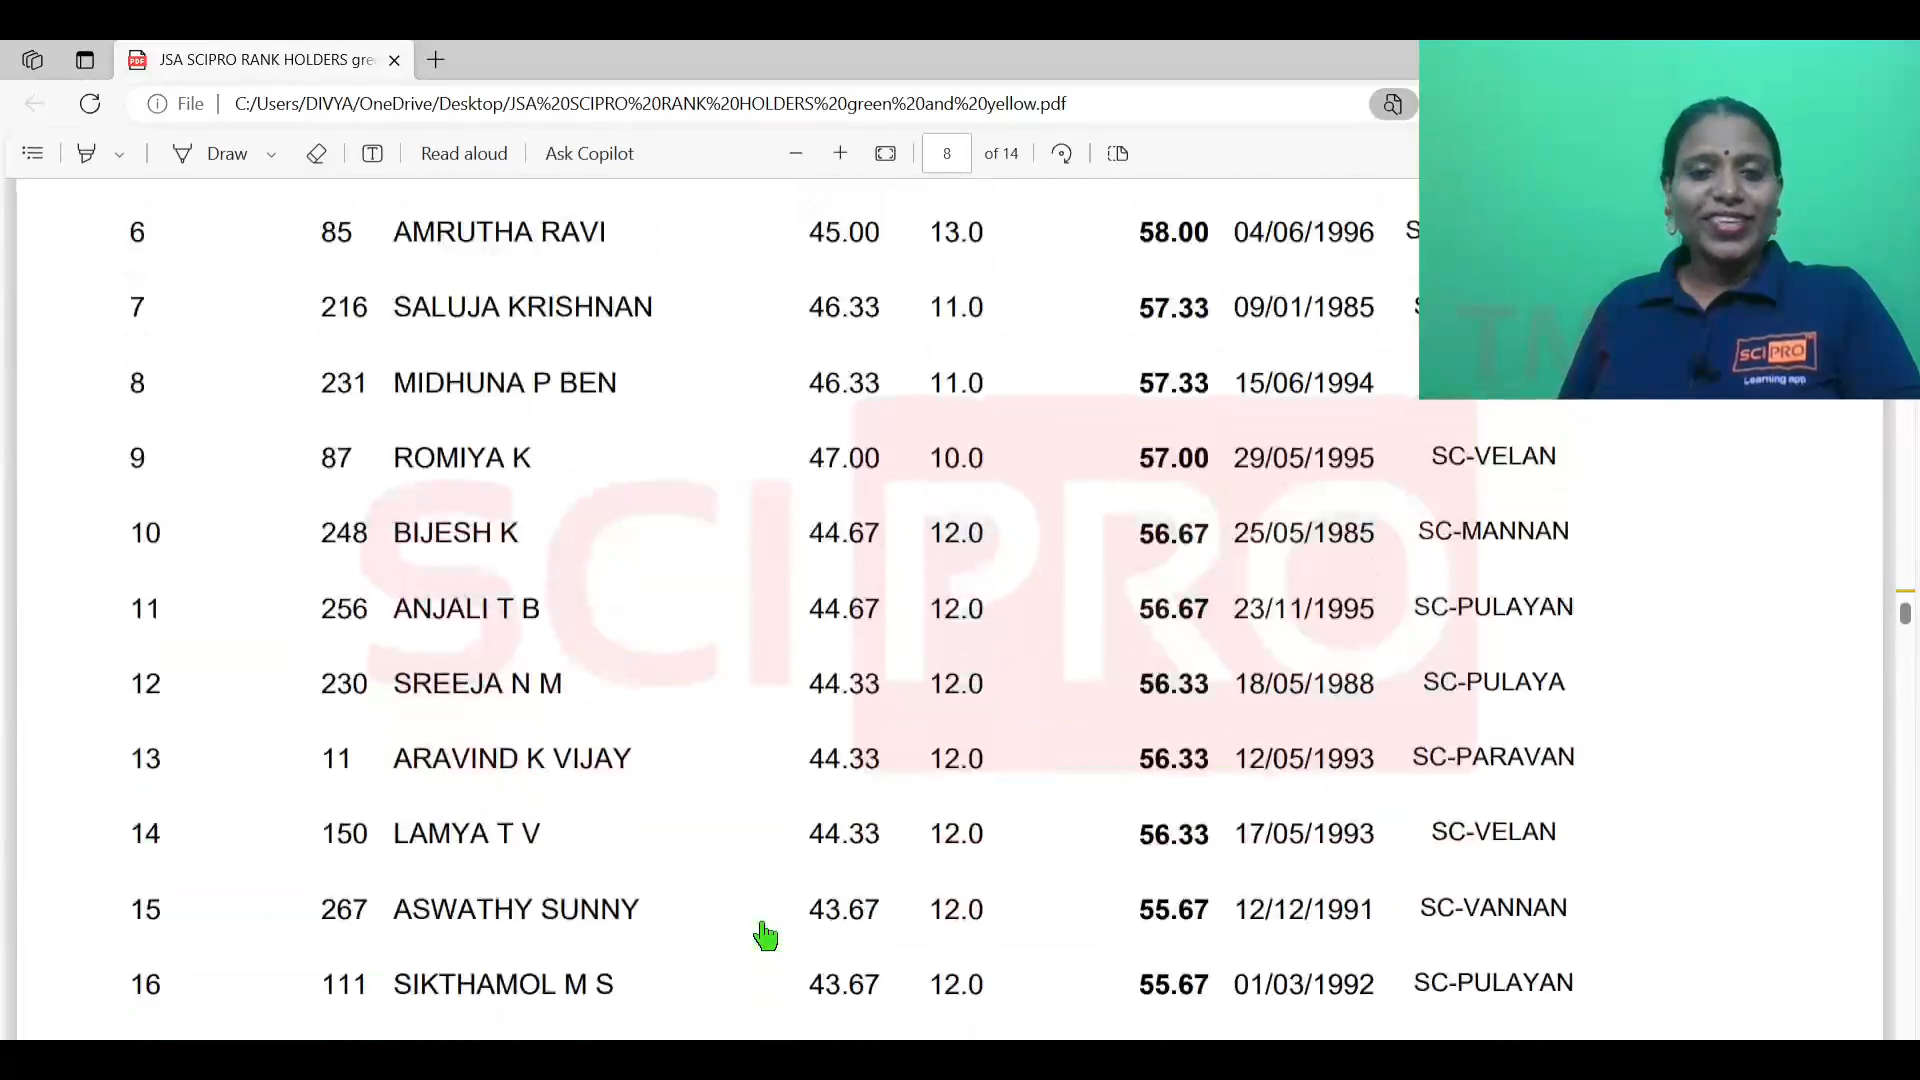 JSA SCIPRO RANK HOLDERS gre
File C:/Users/DIVYA/OneDrive/Desktop/JSA%20SCIPRO%20RANK%20HOLDERS%20green%20and%20yellow.pdf
Draw Read aloud Ask Copilot 8 of 14
6 85 AMRUTHA RAVI 45.00 13.0 58.00 04/06/1996 S
7 216 SALUJA KRISHNAN 46.33 11.0 57.33 09/01/1985
8 231 MIDHUNA P BEN 46.33 11.0 57.33 15/06/1994
9 87 ROMIYA K 47.00 10.0 57.00 29/05/1995 SC-VELAN
10 248 BIJESH K 44.67 12.0 56.67 25/05/1985 SC-MANNAN
11 256 ANJALI T B 44.67 12.0 56.67 23/11/1995 SC-PULAYAN
12 230 SREEJA N M 44.33 12.0 56.33 18/05/1988 SC-PULAYA
13 11 ARAVIND K VIJAY 44.33 12.0 56.33 12/05/1993 SC-PARAVAN
14 150 LAMYA T V 44.33 12.0 56.33 17/05/1993 SC-VELAN
15 267 ASWATHY SUNNY 43.67 12.0 55.67 12/12/1991 SC-VANNAN
16 111 SIKTHAMOL M S 43.67 12.0 55.67 01/03/1992 SC-PULAYAN
SCIPRO
TM
SCIPRO
Learning app